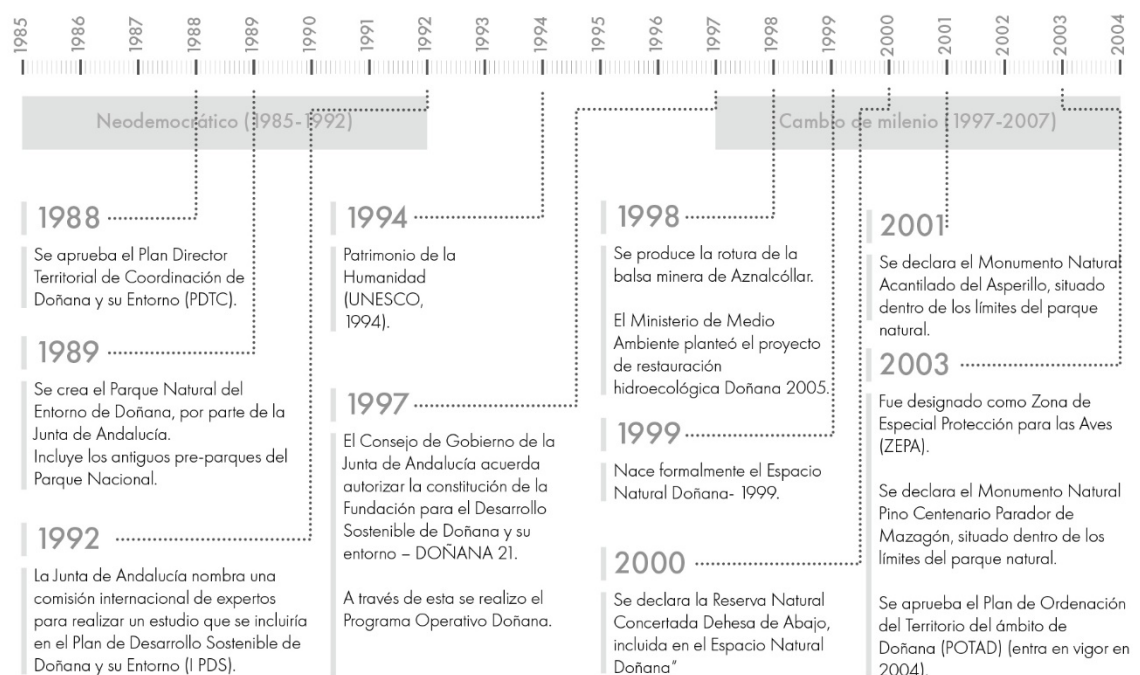 1985 1986 1987 1988 1989 1990 1991 1992 1993 1994 1995 1996 1997 1998 1999 2000 2001 2002 2003 2004
Neodemocrático (1985-1992)
Cambio de milenio (1997-2007)
1988
Se aprueba el Plan Director
Territorial de Coordinación de
Doñana y su Entorno (PDTC).
1989
Se crea el Parque Natural del
Entorno de Doñana, por parte de la
Junta de Andalucía.
Incluye los antiguos pre-parques del
Parque Nacional.
1992
La Junta de Andalucía nombra una
comisión internacional de expertos
para realizar un estudio que se incluiría
en el Plan de Desarrollo Sostenible de
Doñana y su Entorno (I PDS).
1994
Patrimonio de la
Humanidad
(UNESCO,
1994).
1997
El Consejo de Gobierno de la
Junta de Andalucía acuerda
autorizar la constitución de la
Fundación para el Desarrollo
Sostenible de Doñana y su
entorno – DOÑANA 21.
A través de esta se realizo el
Programa Operativo Doñana.
1998
Se produce la rotura de la
balsa minera de Aznalcóllar.
El Ministerio de Medio
Ambiente planteó el proyecto
de restauración
hidroecológica Doñana 2005.
1999
Nace formalmente el Espacio
Natural Doñana- 1999.
2000
Se declara la Reserva Natural
Concertada Dehesa de Abajo,
incluida en el Espacio Natural
Doñana”
2001
Se declara el Monumento Natural
Acantilado del Asperillo, situado
dentro de los límites del parque
natural.
2003
Fue designado como Zona de
Especial Protección para las Aves
(ZEPA).
Se declara el Monumento Natural
Pino Centenario Parador de
Mazagón, situado dentro de los
límites del parque natural.
Se aprueba el Plan de Ordenación
del Territorio del ámbito de
Doñana (POTAD) (entra en vigor en
2004).